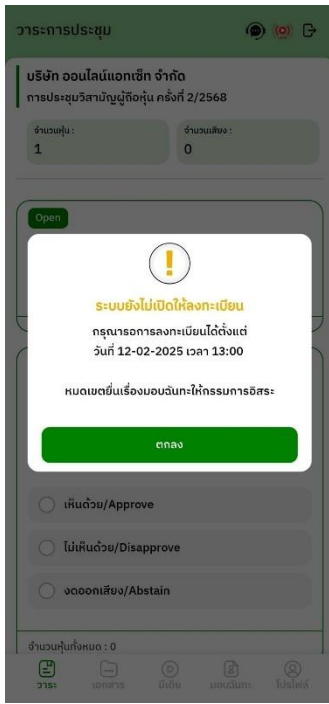 วาระการประชุม
บริษัท ออนไลน์แอทเซ็ท จำกัด
การประชุมวิสามัญผู้ถือหุ้น ครั้งที่ 2/2568
จำนวนหุ้น :
จำนวนเสียง :
1
0
Open
!
ระบบยังไม่เปิดให้ลงทะเบียน
กรุณารอการลงทะเบียนได้ตั้งแต่
วันที่ 12-02-2025 เวลา 13:00
หมดเขตยื่นเรื่องมอบฉันทะให้กรรมการอิสระ
ตกลง
เห็นด้วย/Approve
ไม่เห็นด้วย/Disapprove
งดออกเสียง/Abstain
จำนวนหุ้นทั้งหมด : 0
วาระ
เอกสาร
มีเดีย
มอบฉันทะ
โปรไฟล์